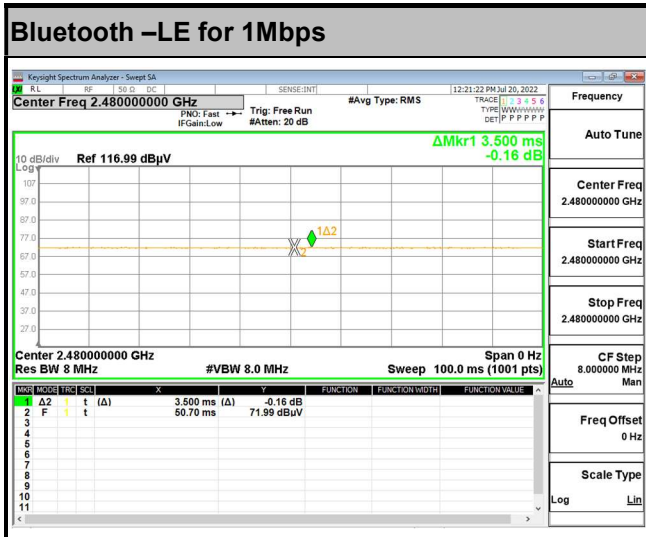 Bluetooth –LE for 1Mbps
Keysight Spectrum Analyzer - Swept SA
RL RF 50 Ω DC SENSE:INT 12:21:22 PM Jul 20, 2022
Center Freq 2.480000000 GHz
PNO: Fast
IFGain:Low
Trig: Free Run
#Atten: 20 dB
#Avg Type: RMS
TRACE 1 2 3 4 5 6
TYPE WWWWWW
DET P P P P P P
ΔMkr1 3.500 ms
-0.16 dB
10 dB/div Ref 116.99 dBµV
Log
107
97.0
87.0
77.0
67.0
57.0
47.0
37.0
27.0
1Δ2
2
Center 2.480000000 GHz Span 0 Hz
Res BW 8 MHz #VBW 8.0 MHz Sweep 100.0 ms (1001 pts)
MKR MODE TRC SCL X Y FUNCTION FUNCTION WIDTH FUNCTION VALUE
1 Δ2 1 t (Δ) 3.500 ms (Δ) -0.16 dB
2 F 1 t 50.70 ms 71.99 dBµV
3
4
5
6
7
8
9
10
11
Frequency
Auto Tune
Center Freq
2.480000000 GHz
Start Freq
2.480000000 GHz
Stop Freq
2.480000000 GHz
CF Step
8.000000 MHz
Auto Man
Freq Offset
0 Hz
Scale Type
Log Lin